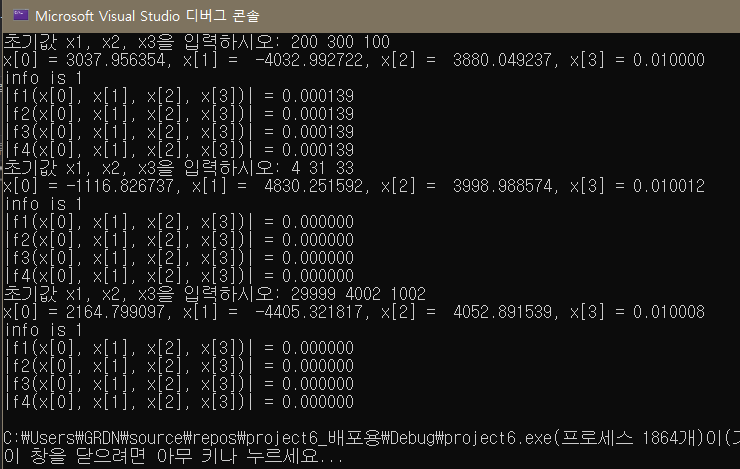 Microsoft Visual Studio 디버그 콘솔
초기값 x1, x2, x3을 입력하시오: 200 300 100
x[0] = 3037.956354, x[1] =  -4032.992722, x[2] =  3880.049237, x[3] = 0.010000
info is 1
|f1(x[0], x[1], x[2], x[3])| = 0.000139
|f2(x[0], x[1], x[2], x[3])| = 0.000139
|f3(x[0], x[1], x[2], x[3])| = 0.000139
|f4(x[0], x[1], x[2], x[3])| = 0.000139
초기값 x1, x2, x3을 입력하시오: 4 31 33
x[0] = -1116.826737, x[1] =  4830.251592, x[2] =  3998.988574, x[3] = 0.010012
info is 1
|f1(x[0], x[1], x[2], x[3])| = 0.000000
|f2(x[0], x[1], x[2], x[3])| = 0.000000
|f3(x[0], x[1], x[2], x[3])| = 0.000000
|f4(x[0], x[1], x[2], x[3])| = 0.000000
초기값 x1, x2, x3을 입력하시오: 29999 4002 1002
x[0] = 2164.799097, x[1] =  -4405.321817, x[2] =  4052.891539, x[3] = 0.010008
info is 1
|f1(x[0], x[1], x[2], x[3])| = 0.000000
|f2(x[0], x[1], x[2], x[3])| = 0.000000
|f3(x[0], x[1], x[2], x[3])| = 0.000000
|f4(x[0], x[1], x[2], x[3])| = 0.000000
C:₩Users₩GRDN₩source₩repos₩project6_배포용₩Debug₩project6.exe(프로세스 1864개)이(
이 창을 닫으려면 아무 키나 누르세요...